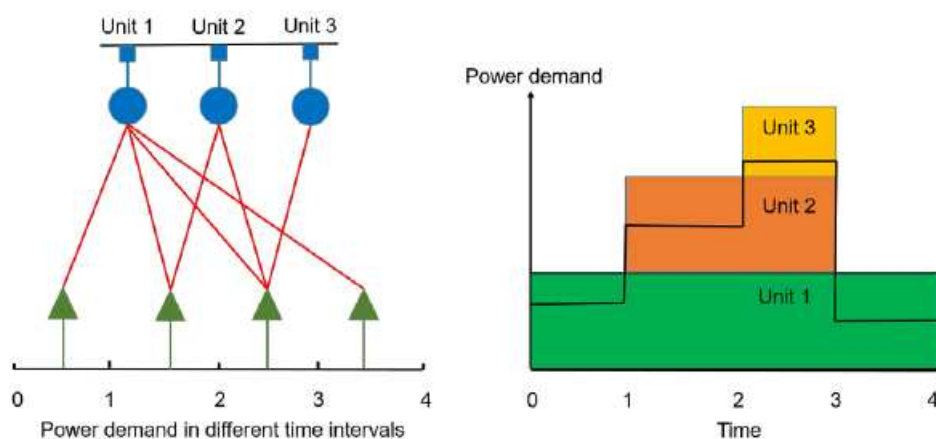 Unit 1 Unit 2 Unit 3
0 1 2 3 4
Power demand in different time intervals
Power demand
Unit 3
Unit 2
Unit 1
0 1 2 3 4
Time